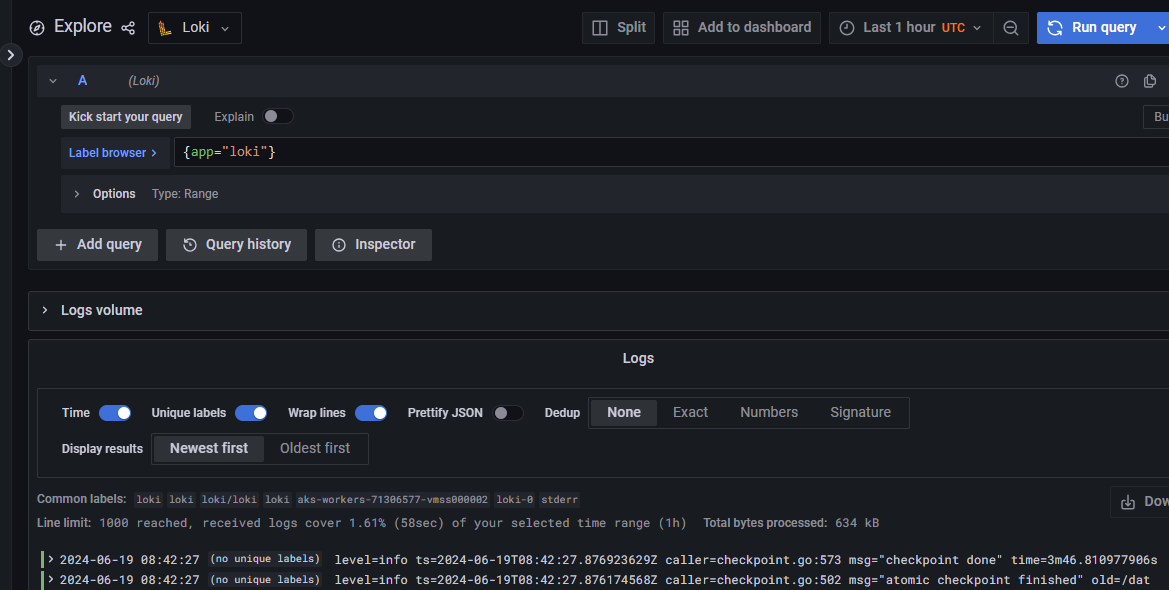 Explore Loki Split Add to dashboard Last 1 hour UTC Run query
A (Loki)
Kick start your query Explain
Label browser > {app="loki"}
Options Type: Range
+ Add query Query history Inspector
Logs volume
Logs
Time Unique labels Wrap lines Prettify JSON Dedup None Exact Numbers Signature
Display results Newest first Oldest first
Common labels: loki loki loki/loki loki aks-workers-71306577-vmss000002 loki-0 stderr
Line limit: 1000 reached, received logs cover 1.61% (58sec) of your selected time range (1h) Total bytes processed: 634 kB
2024-06-19 08:42:27 (no unique labels) level=info ts=2024-06-19T08:42:27.876923629Z caller=checkpoint.go:573 msg="checkpoint done" time=3m46.810977906s
2024-06-19 08:42:27 (no unique labels) level=info ts=2024-06-19T08:42:27.876174568Z caller=checkpoint.go:502 msg="atomic checkpoint finished" old=/dat